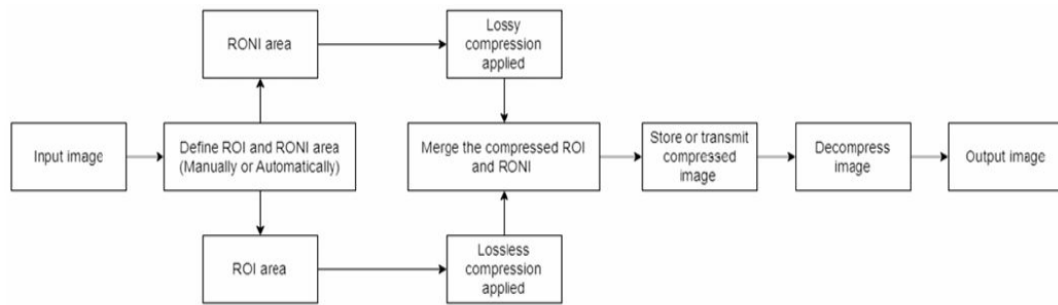 RONI area
Lossy
compression
applied
Input image
Define ROI and RONI area
(Manually or Automatically)
Merge the compressed ROI
and RONI
Store or transmit
compressed
image
Decompress
image
Output image
ROI area
Lossless
compression
applied